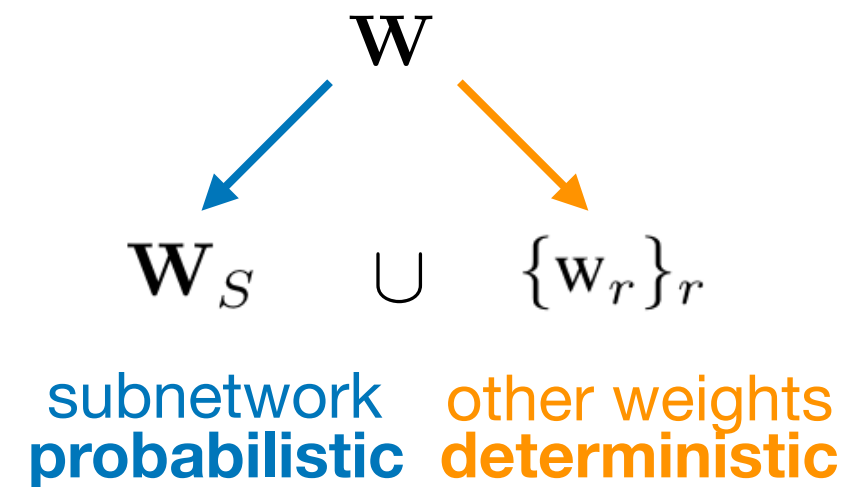 W
W_S ∪ {w_r}_r
subnetwork other weights
probabilistic deterministic